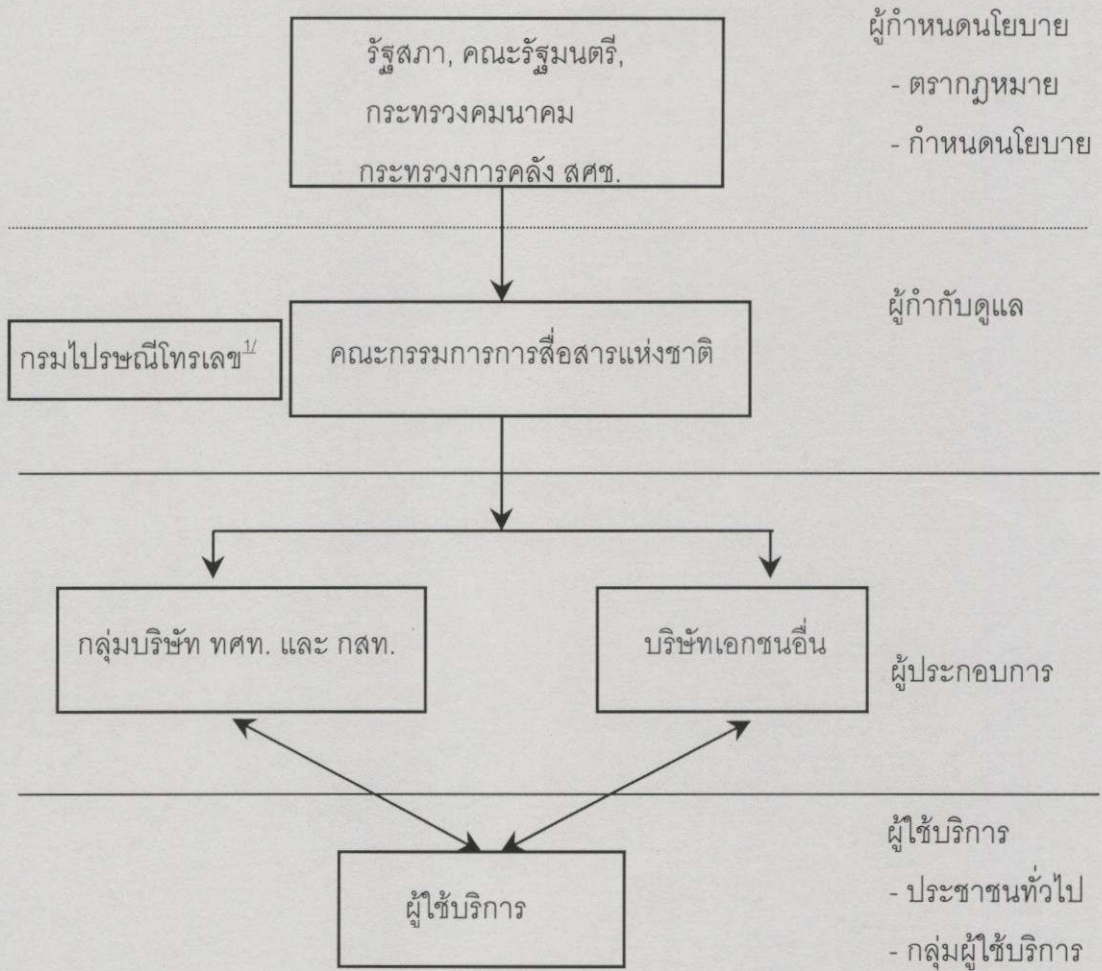 รัฐสภา, คณะรัฐมนตรี,
กระทรวงคมนาคม
กระทรวงการคลัง สศช.
ผู้กำหนดนโยบาย
- ตรากฎหมาย
- กำหนดนโยบาย
ผู้กำกับดูแล
กรมไปรษณีโทรเลข1/
คณะกรรมการการสื่อสารแห่งชาติ
กลุ่มบริษัท ทศท. และ กสท.
บริษัทเอกชนอื่น
ผู้ประกอบการ
ผู้ใช้บริการ
ผู้ใช้บริการ
- ประชาชนทั่วไป
- กลุ่มผู้ใช้บริการ